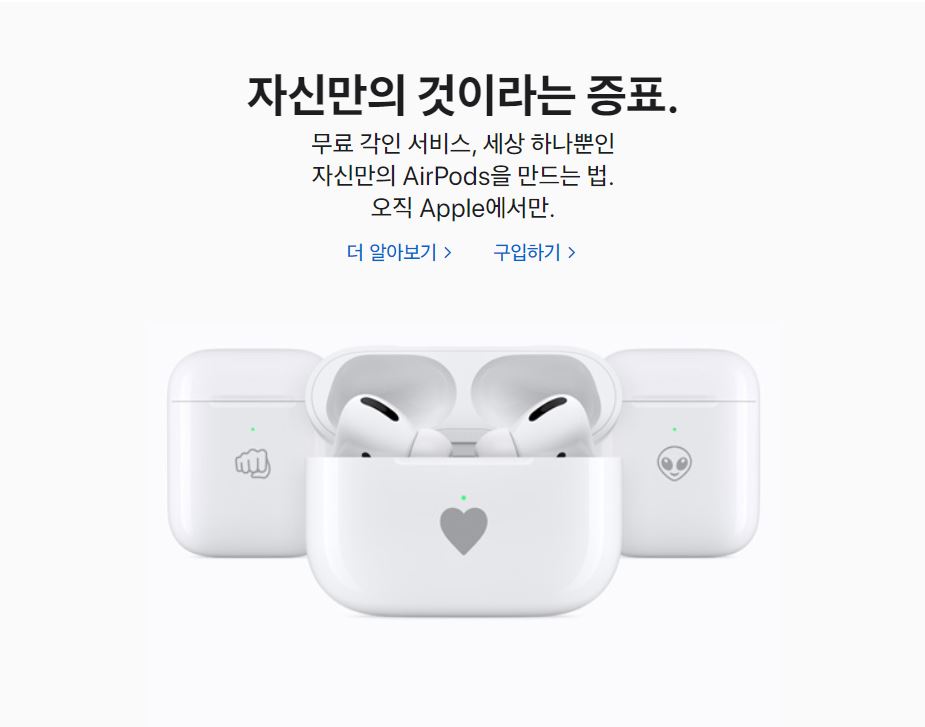 자신만의 것이라는 증표.
무료 각인 서비스, 세상 하나뿐인
자신만의 AirPods을 만드는 법.
오직 Apple에서만.
더 알아보기 > 구입하기 >